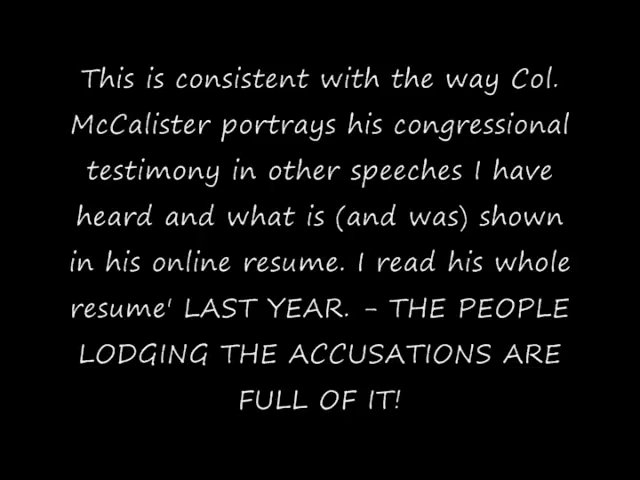 This is consistent with the way Col.
McCalister portrays his congressional
testimony in other speeches I have
heard and what is (and was) shown
in his online resume. I read his whole
resume' LAST YEAR. - THE PEOPLE
LODGING THE ACCUSATIONS ARE
FULL OF IT!